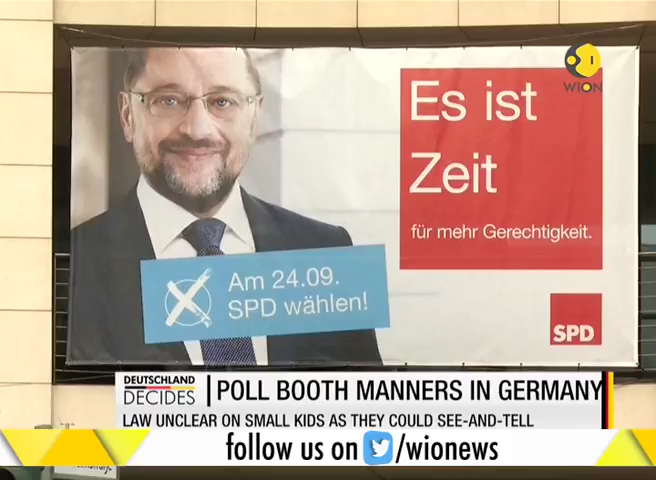 WION
Es ist
Zeit
für mehr Gerechtigkeit.
Am 24.09.
SPD wählen!
SPD
DEUTSCHLAND
DECIDES
POLL BOOTH MANNERS IN GERMANY
LAW UNCLEAR ON SMALL KIDS AS THEY COULD SEE-AND-TELL
follow us on /wionews